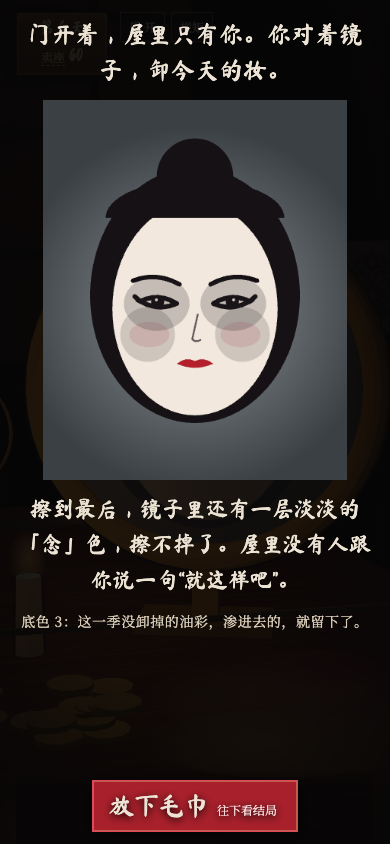 门开着，屋里只有你。你对着镜
子，卸今天的妆。
擦到最后，镜子里还有一层淡淡的
「念」色，擦不掉了。屋里没有人跟
你说一句“就这样吧”。
底色 3：这一季没卸掉的油彩，渗进去的，就留下了。
放下毛巾 往下看结局